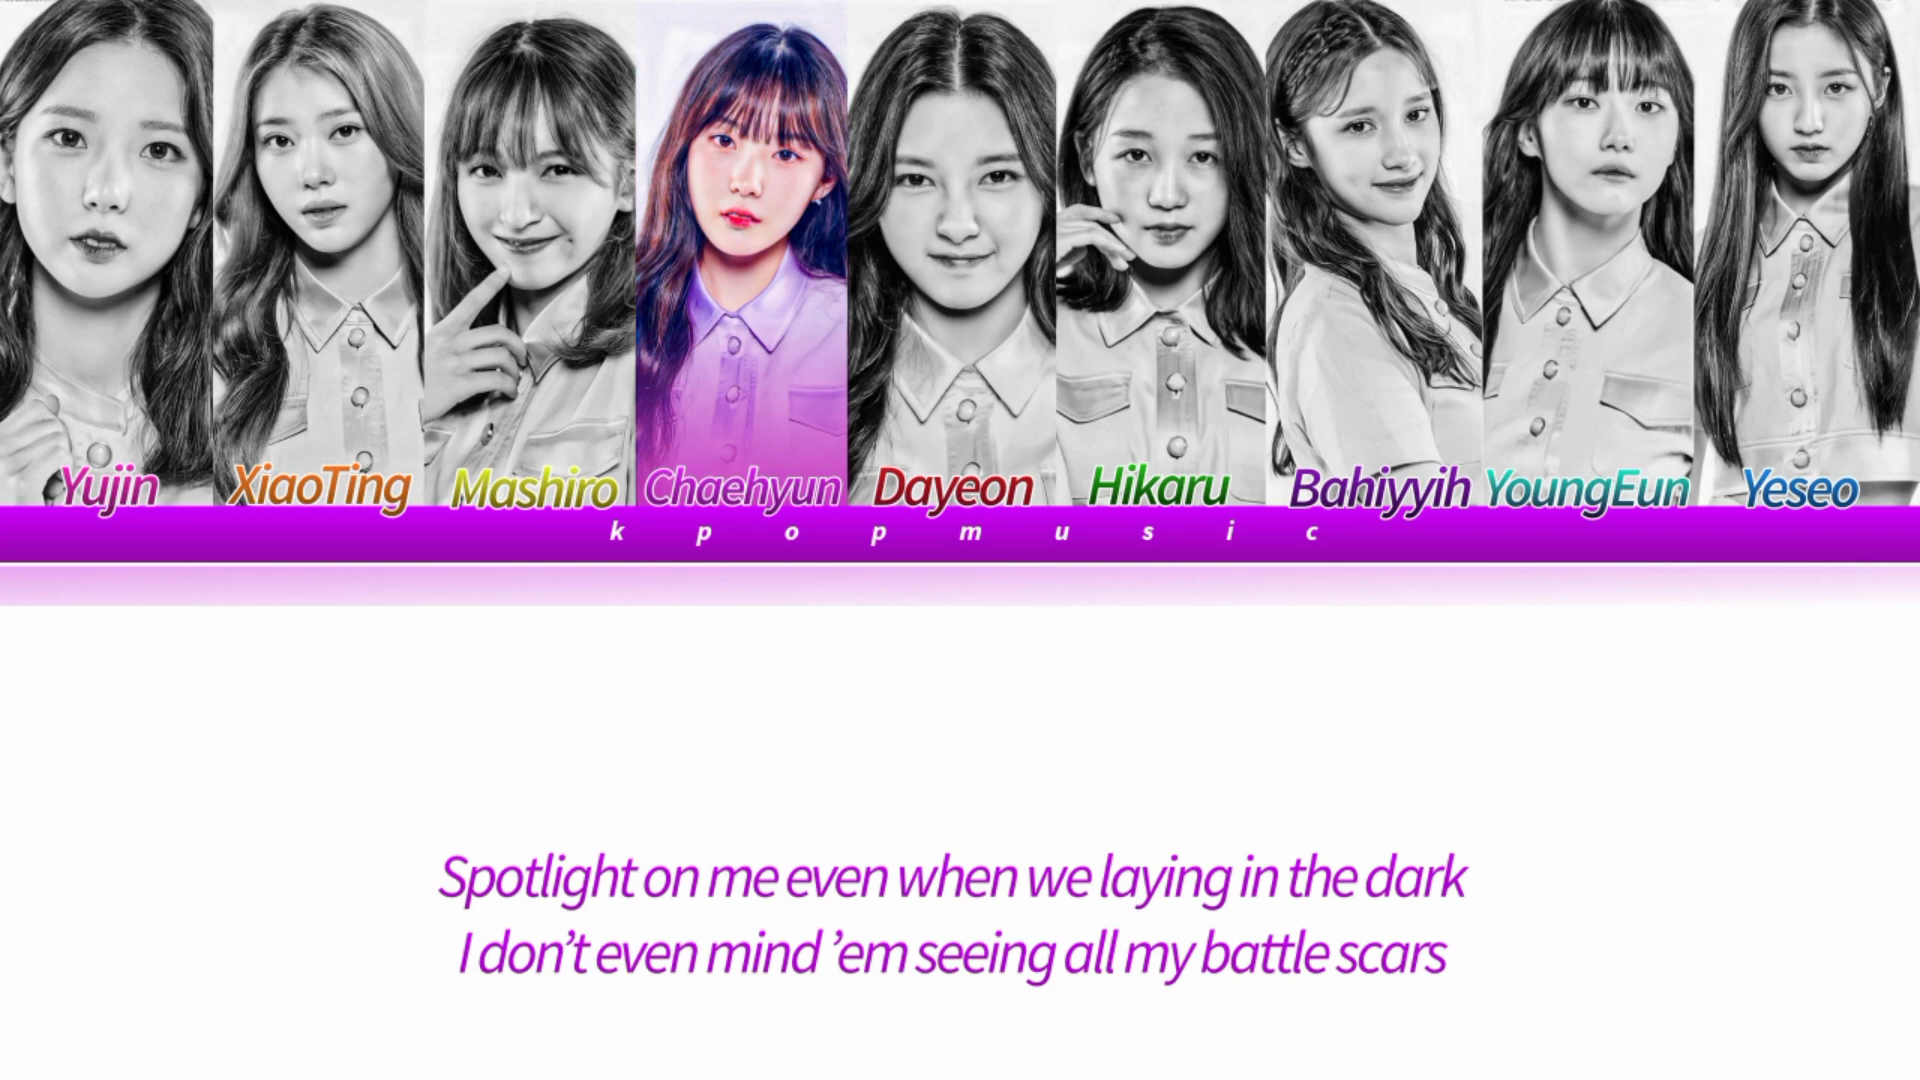 Yujin XiaoTing Mashiro Chaehyun Dayeon Hikaru Bahiyyih YoungEun Yeseo
k p o p m u s i c
Spotlight on me even when we laying in the dark
I don’t even mind ’em seeing all my battle scars